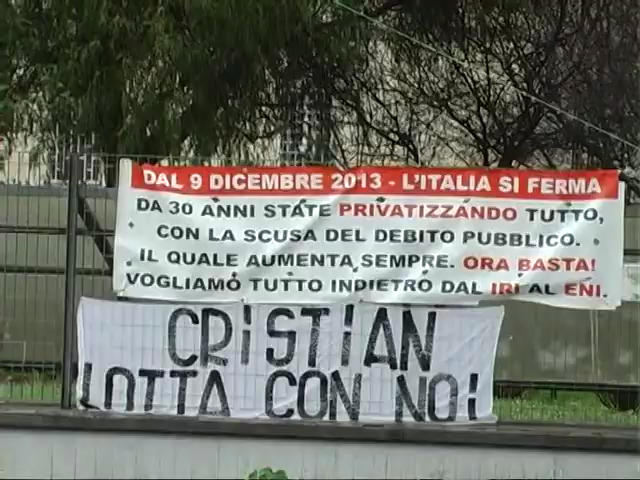 DAL 9 DICEMBRE 2013 - L'ITALIA SI FERMA
DA 30 ANNI STATE PRIVATIZZANDO TUTTO,
CON LA SCUSA DEL DEBITO PUBBLICO.
IL QUALE AUMENTA SEMPRE. ORA BASTA!
VOGLIAMO TUTTO INDIETRO DAL IRI AL ENI.
CRISTIAN
LOTTA CON NOI